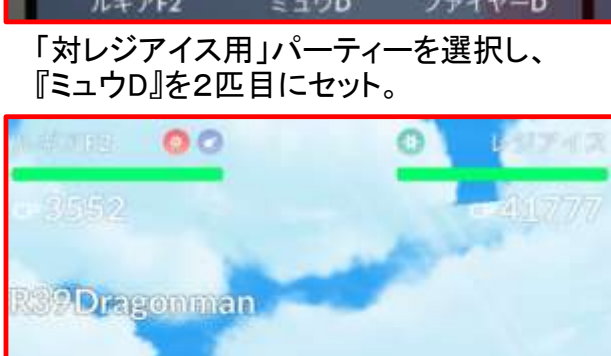 ルギアF2 ミュウD ファイヤーD
「対レジアイス用」パーティーを選択し、
『ミュウD』を２匹目にセット。
ルギアF2 レジアイス
CP3552 CP41777
R39Dragonman